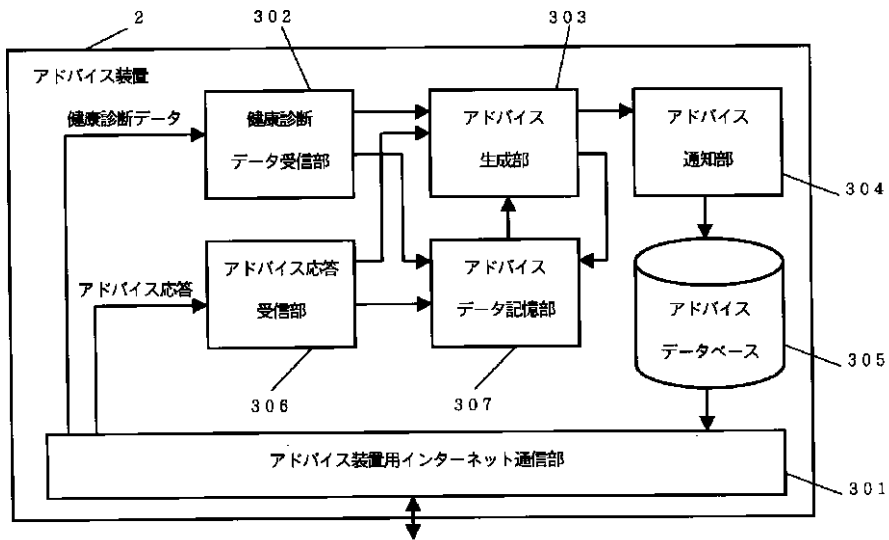 2
302
303
アドバイス装置
健康診断データ
健康診断
データ受信部
アドバイス
生成部
アドバイス
通知部
304
アドバイス応答
アドバイス応答
受信部
アドバイス
データ記憶部
アドバイス
データベース
305
306
307
アドバイス装置用インターネット通信部
301